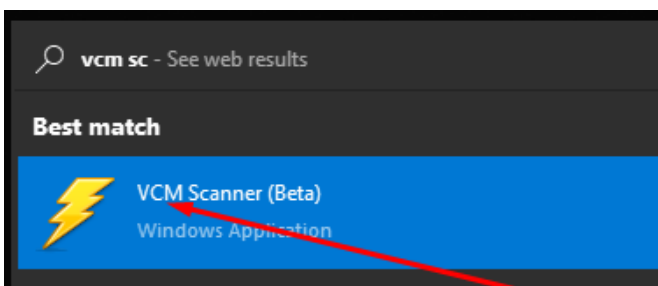 vcm sc - See web results
Best match
VCM Scanner (Beta)
Windows Application